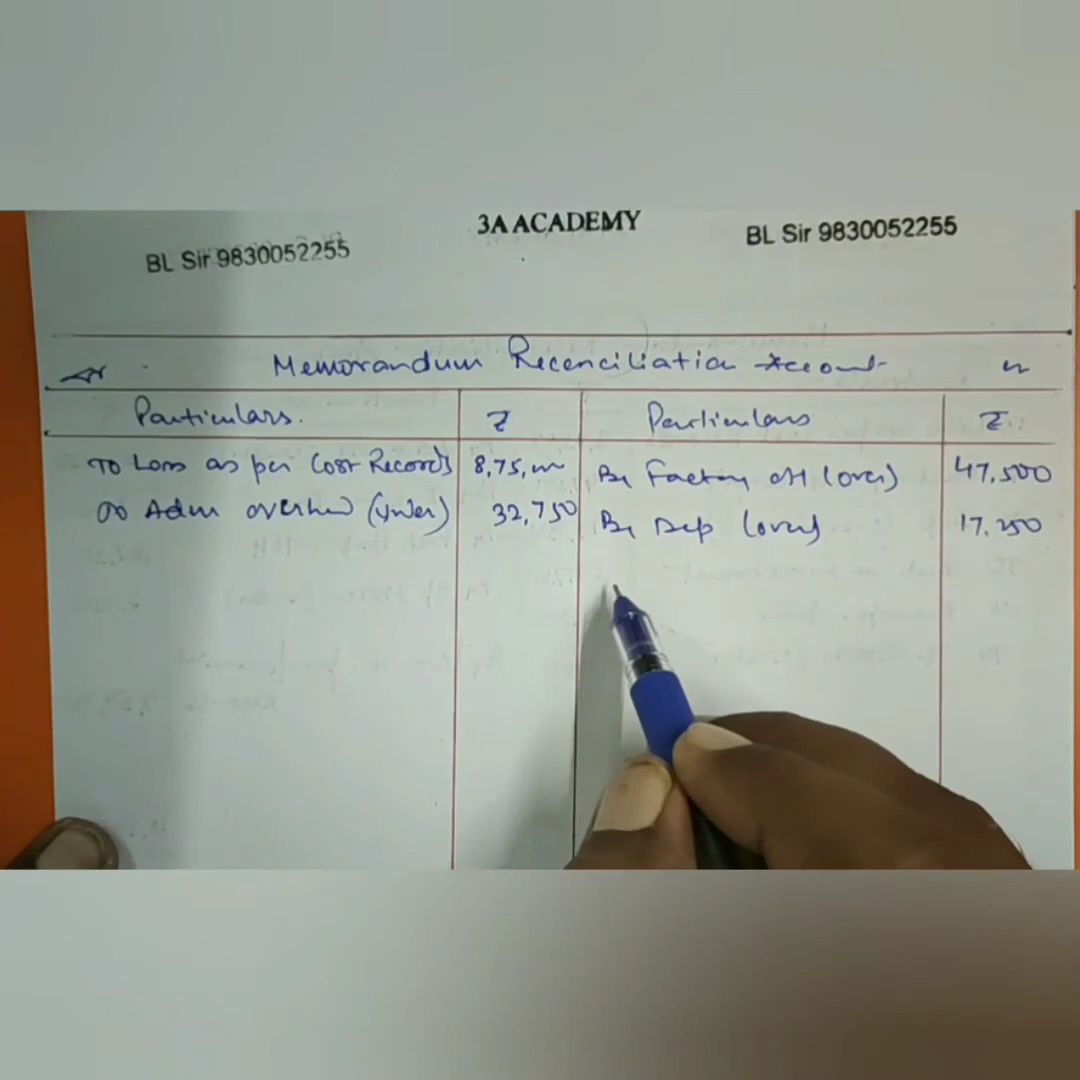 3A ACADEMY
BL Sir 9830052255
BL Sir 9830052255
Memorandum Reconciliation Account
Particulars. ₹ Particulars ₹
To Loss as per Cost Records 8,75, By Factory OH (over) 47,500
To Adm overhead (under) 32,750 By Dep (over) 17,250